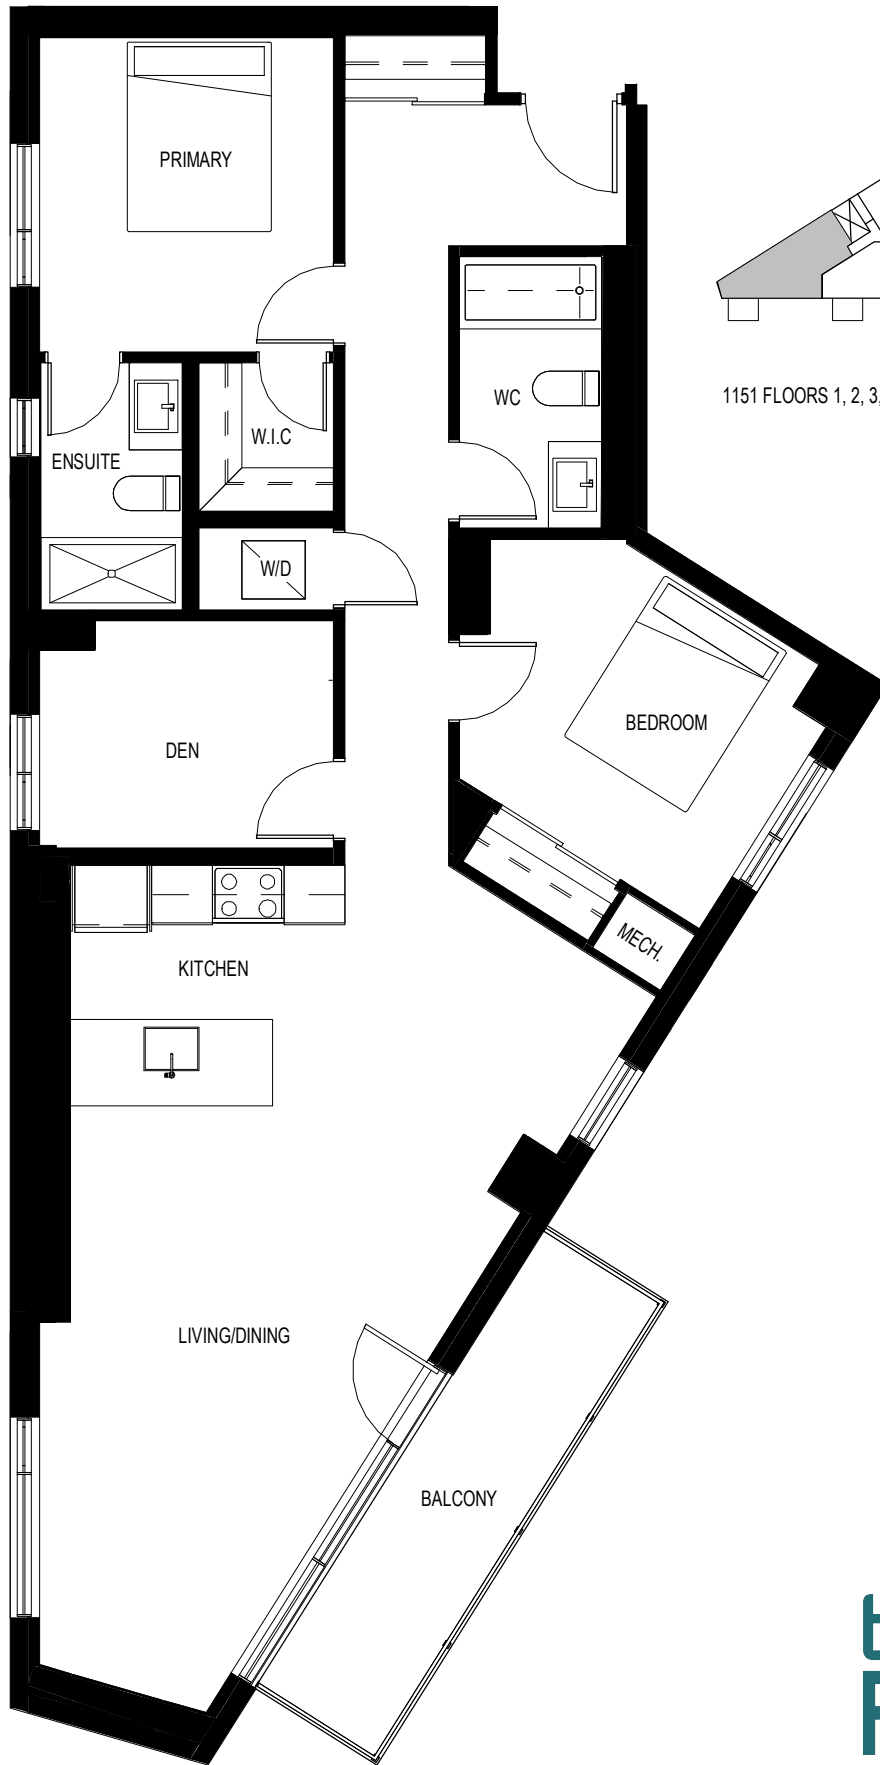 PRIMARY
WC
1151 FLOORS 1, 2, 3,
W.I.C
ENSUITE
W/D
BEDROOM
DEN
MECH.
KITCHEN
LIVING/DINING
BALCONY